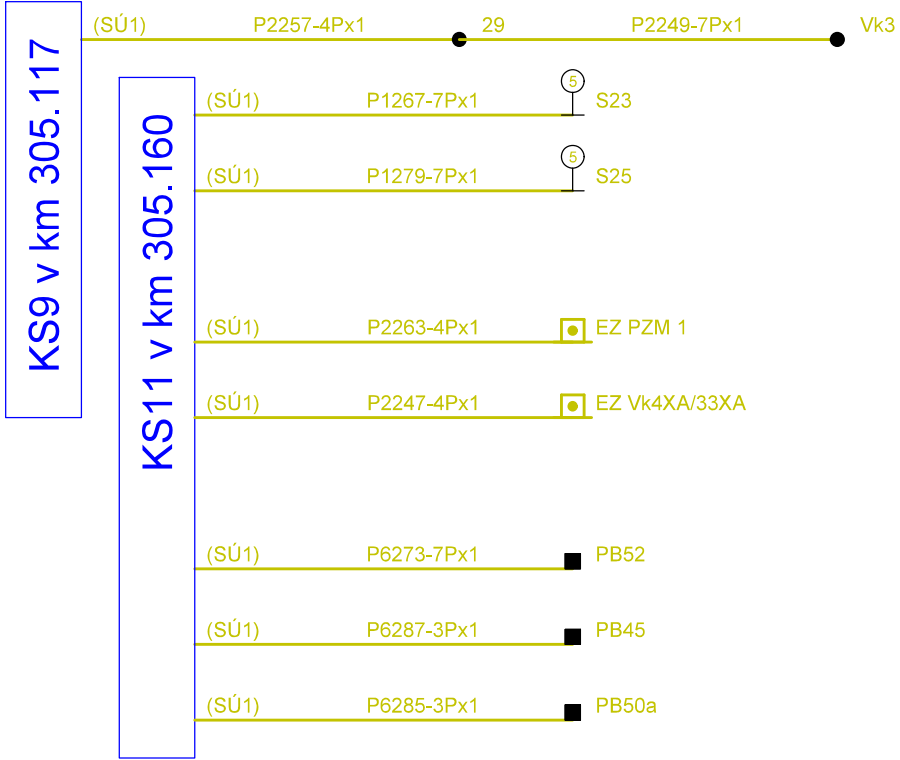 KS9 v km 305.117
(SÚ1) P2257-4Px1 29 P2249-7Px1 Vk3
KS11 v km 305.160
(SÚ1) P1267-7Px1 5 S23
(SÚ1) P1279-7Px1 5 S25
(SÚ1) P2263-4Px1 EZ PZM 1
(SÚ1) P2247-4Px1 EZ Vk4XA/33XA
(SÚ1) P6273-7Px1 PB52
(SÚ1) P6287-3Px1 PB45
(SÚ1) P6285-3Px1 PB50a